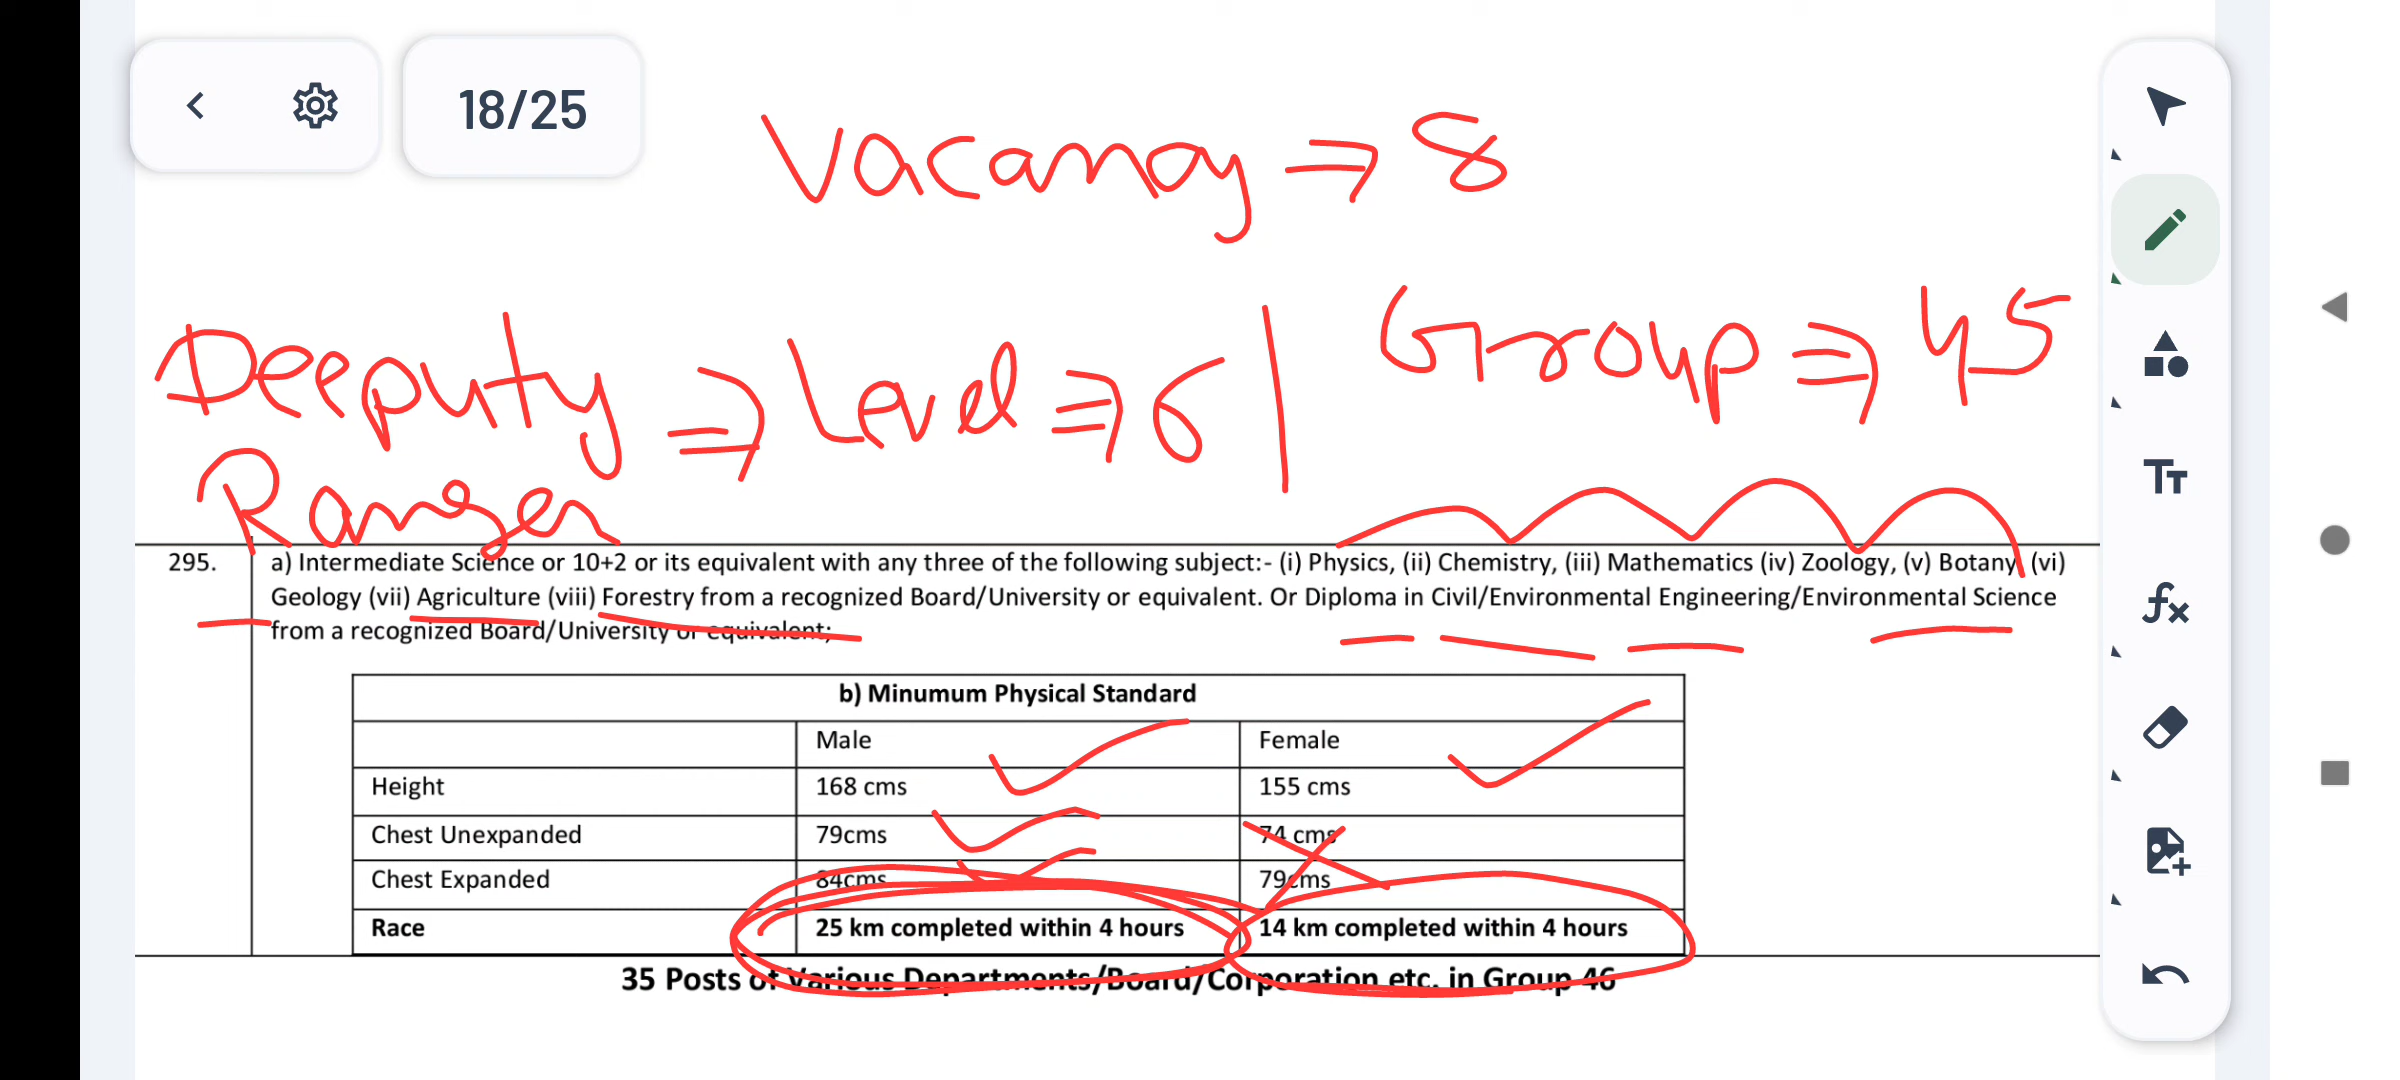 18/25
Vacancy ⇒ 8
Deeputy ⇒ Level ⇒ 6 | Group ⇒ 45
Ranger
295. a) Intermediate Science or 10+2 or its equivalent with any three of the following subject:- (i) Physics, (ii) Chemistry, (iii) Mathematics (iv) Zoology, (v) Botany, (vi)
Geology (vii) Agriculture (viii) Forestry from a recognized Board/University or equivalent. Or Diploma in Civil/Environmental Engineering/Environmental Science
from a recognized Board/University or equivalent;
b) Minumum Physical Standard
Male Female
Height 168 cms 155 cms
Chest Unexpanded 79cms 74 cms
Chest Expanded 84cms 79cms
Race 25 km completed within 4 hours 14 km completed within 4 hours
35 Posts of Various Departments/Board/Corporation etc. in Group 46
TT
fx